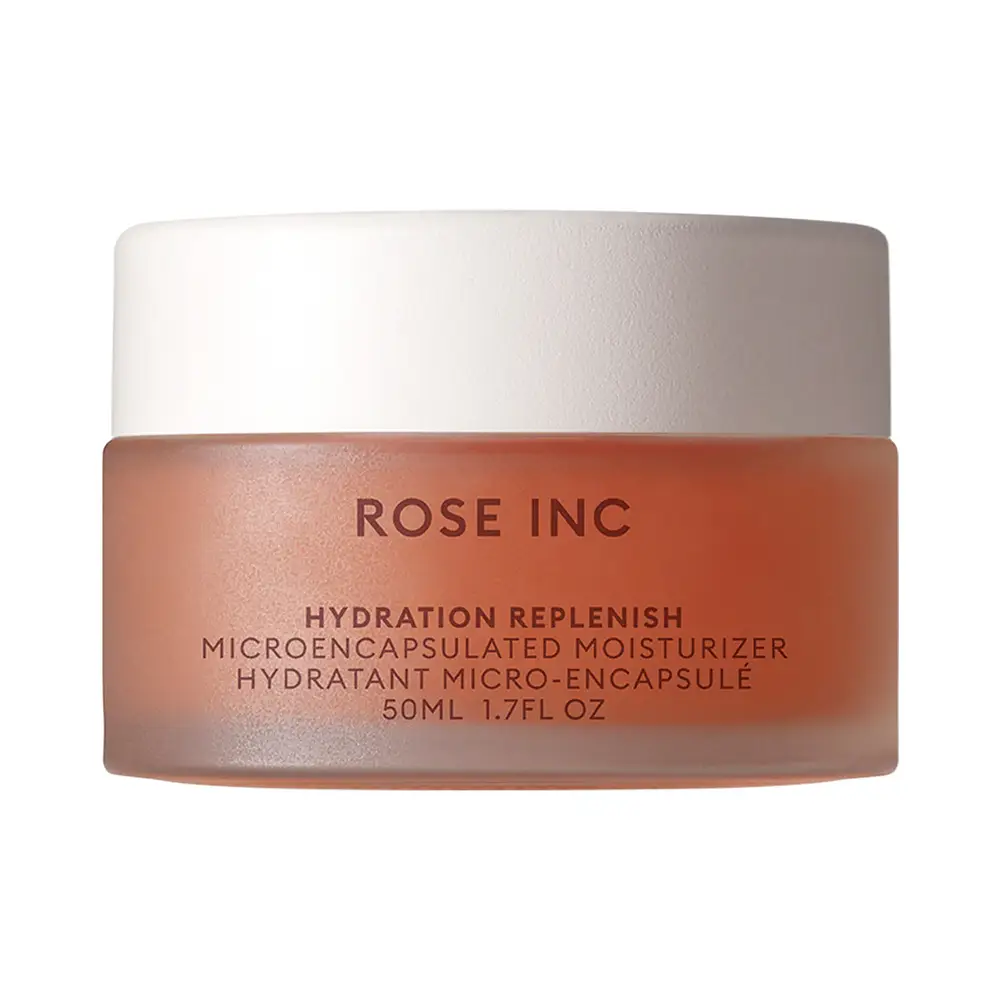 ROSE INC
HYDRATION REPLENISH
MICROENCAPSULATED MOISTURIZER
HYDRATANT MICRO-ENCAPSULÉ
50ML 1.7FL OZ